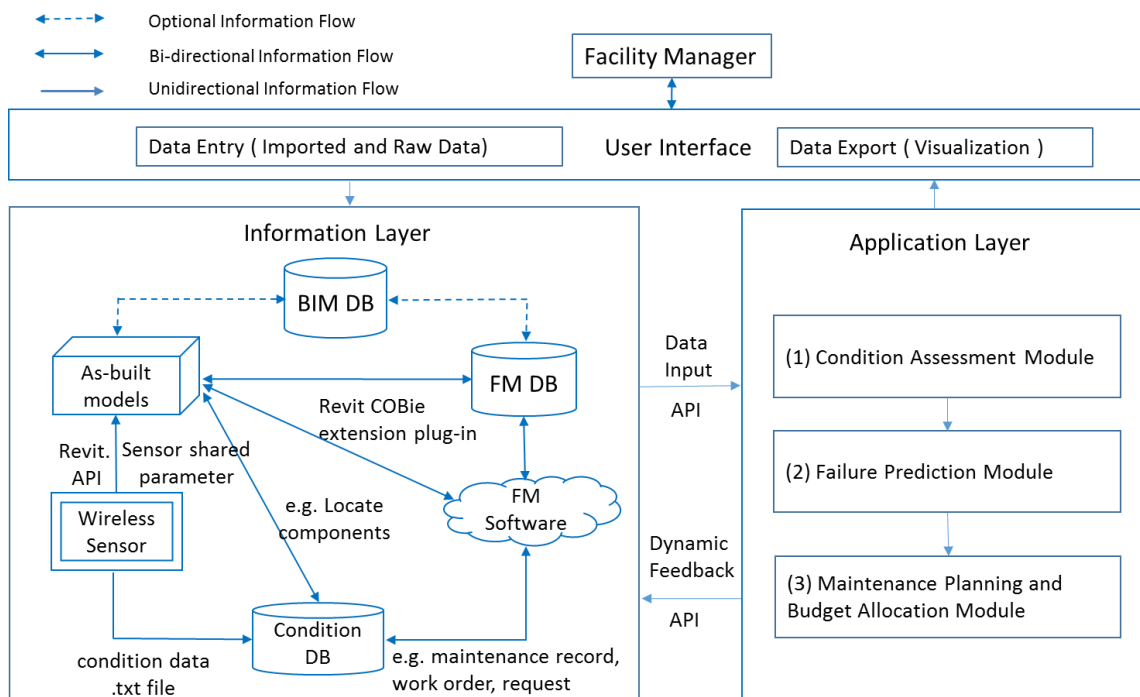 Optional Information Flow
Bi-directional Information Flow
Unidirectional Information Flow
Facility Manager
Data Entry ( Imported and Raw Data)
User Interface
Data Export ( Visualization )
Information Layer
BIM DB
As-built
models
FM DB
Revit COBie
extension plug-in
Revit.
API
Sensor shared
parameter
Wireless
Sensor
e.g. Locate
components
FM
Software
Condition
DB
condition data
.txt file
e.g. maintenance record,
work order, request
Data
Input
API
Dynamic
Feedback
API
Application Layer
(1) Condition Assessment Module
(2) Failure Prediction Module
(3) Maintenance Planning and
Budget Allocation Module